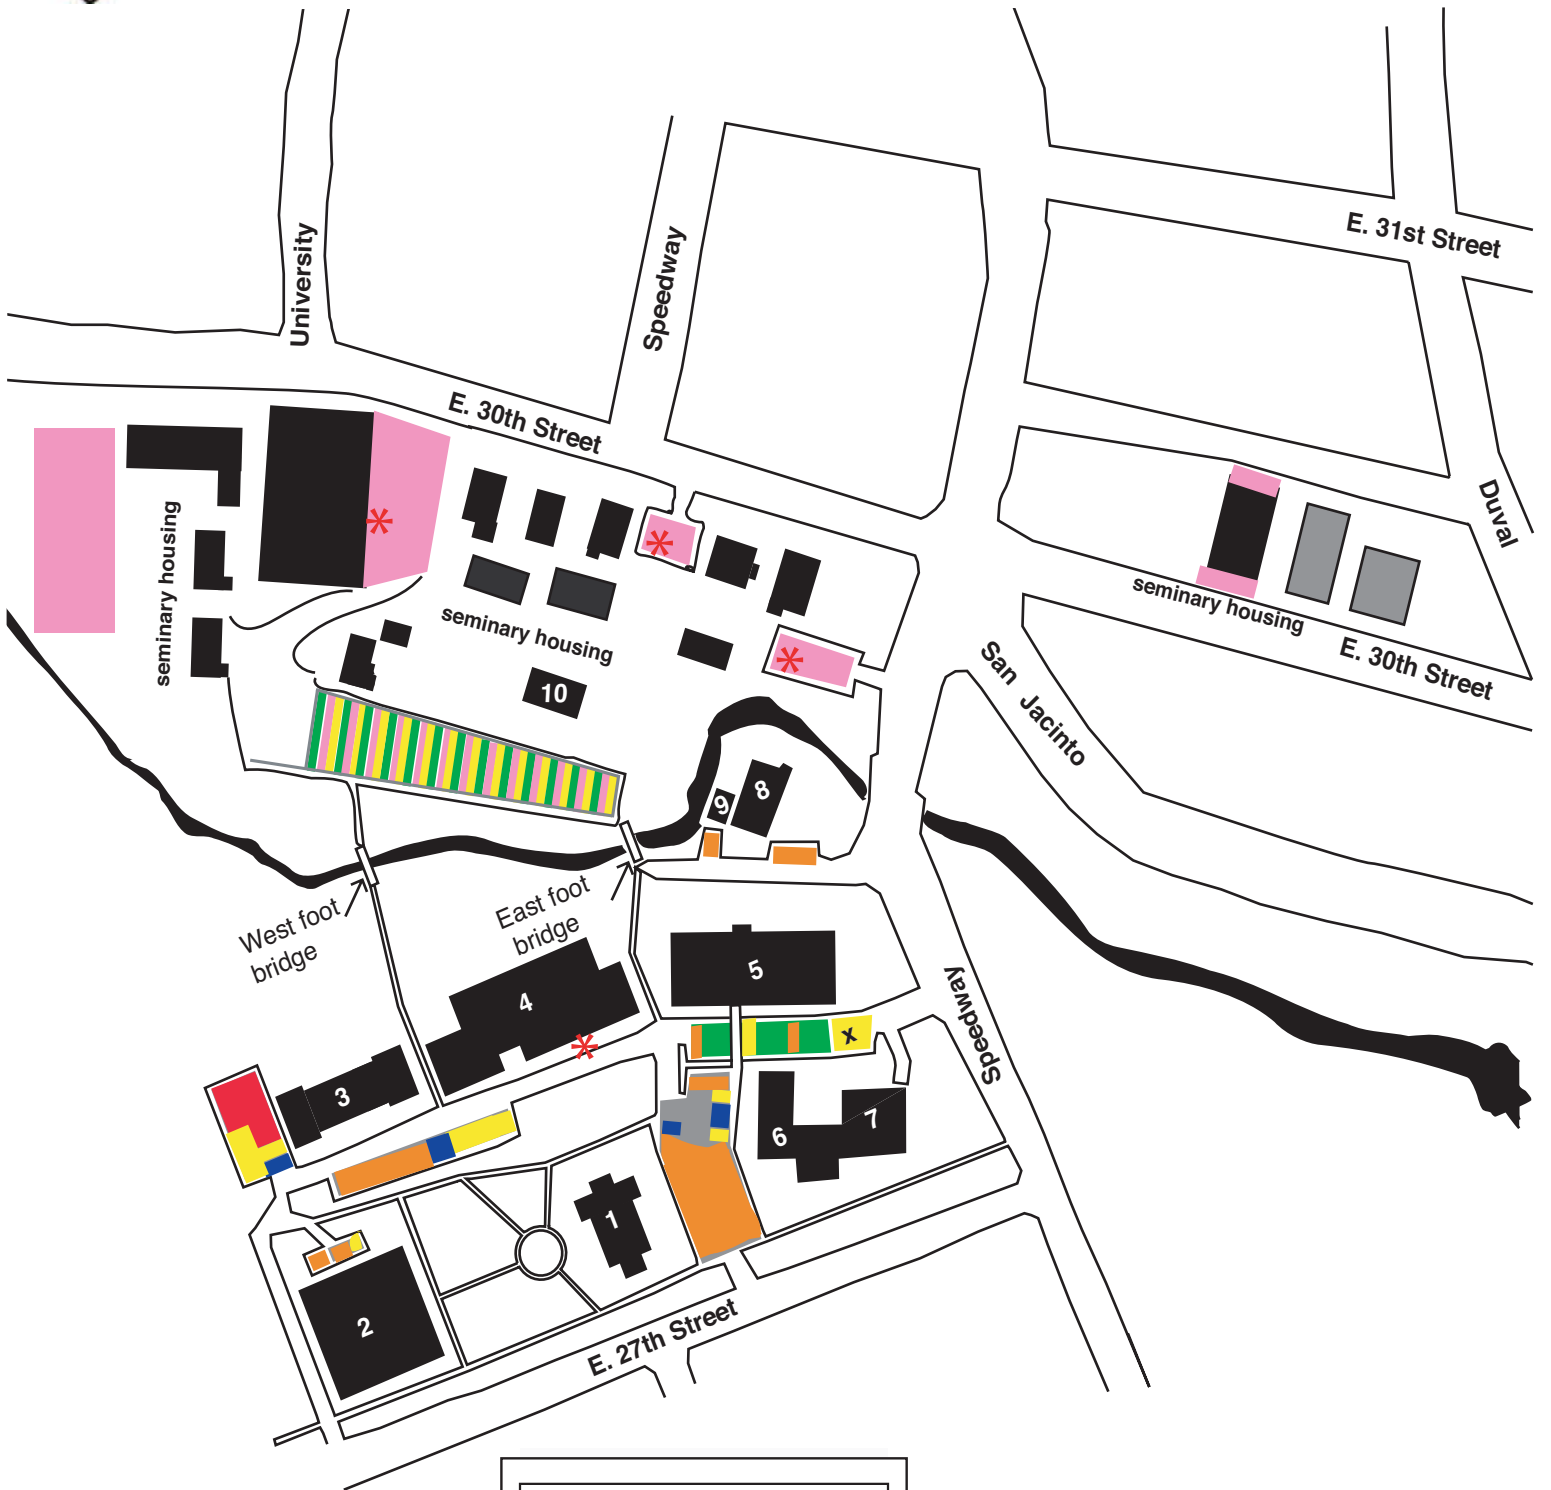 University
Speedway
E. 31st Street
E. 30th Street
Duval
seminary housing
seminary housing
seminary housing
E. 30th Street
San Jacinto
10
9
8
West foot
bridge
East foot
bridge
5
4
Speedway
x
3
7
6
1
2
E. 27th Street